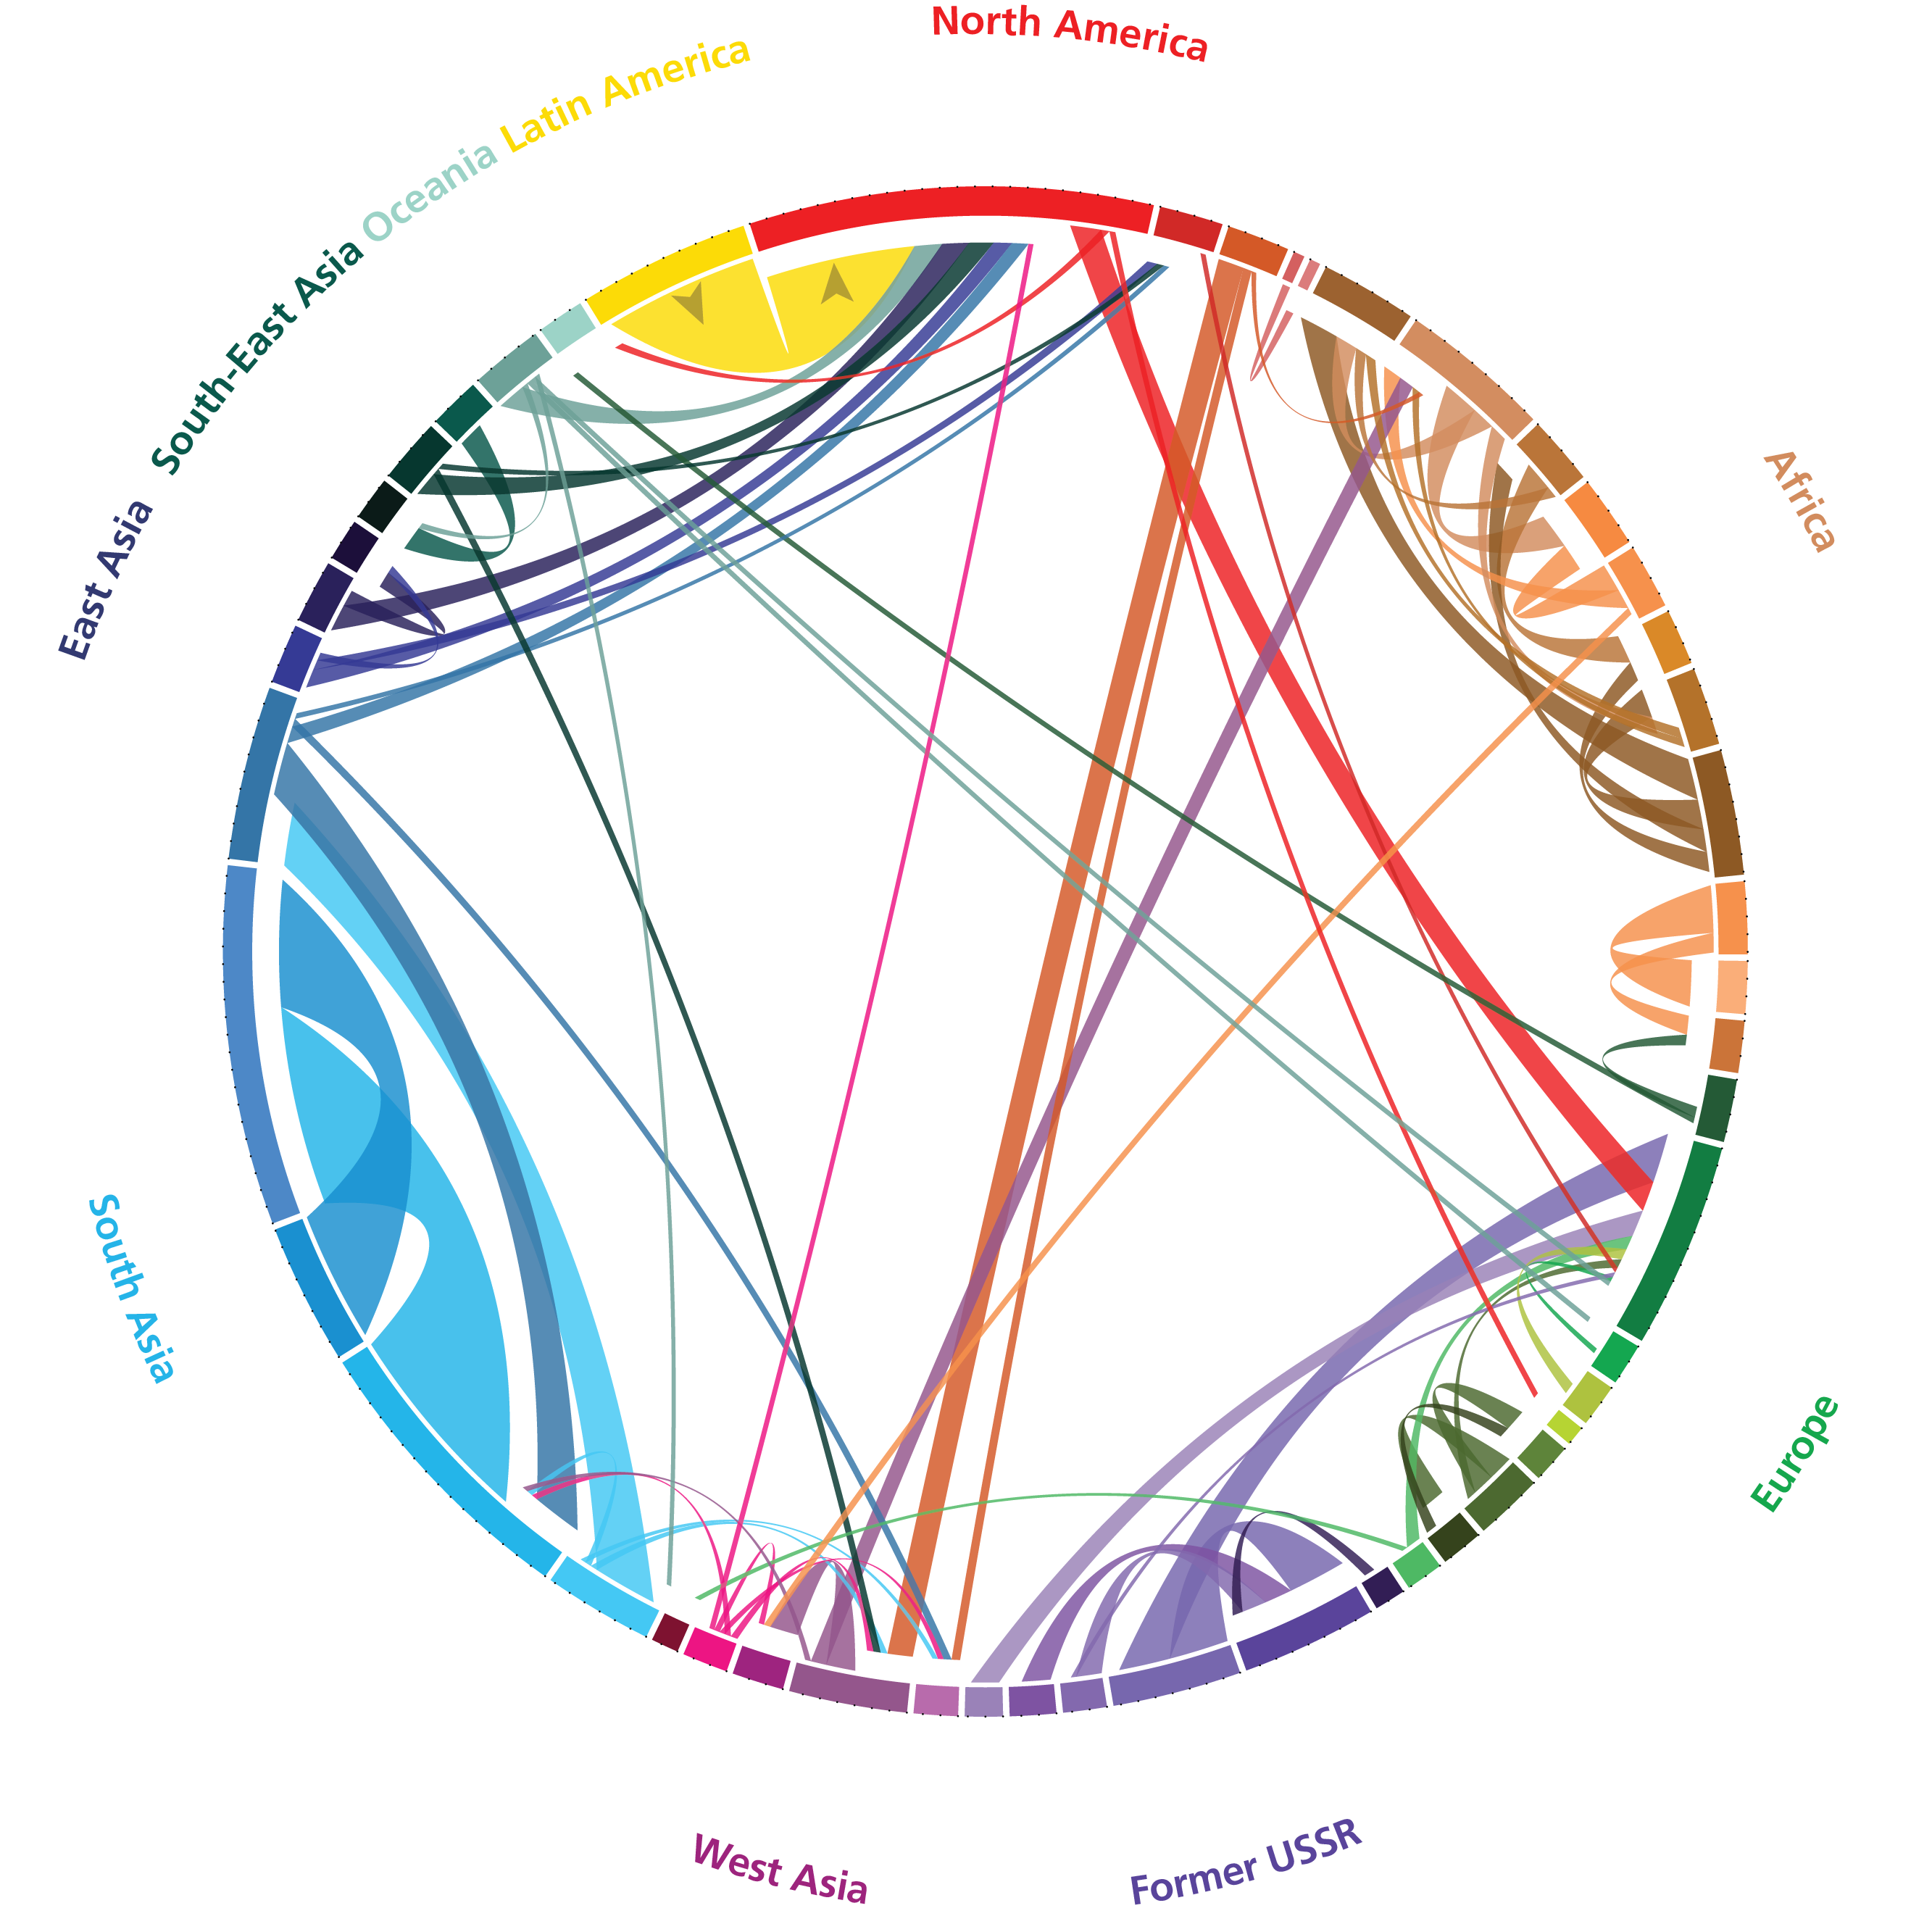 North America
Latin America
Oceania
South-East Asia
East Asia
South Asia
West Asia
Former USSR
Europe
Africa